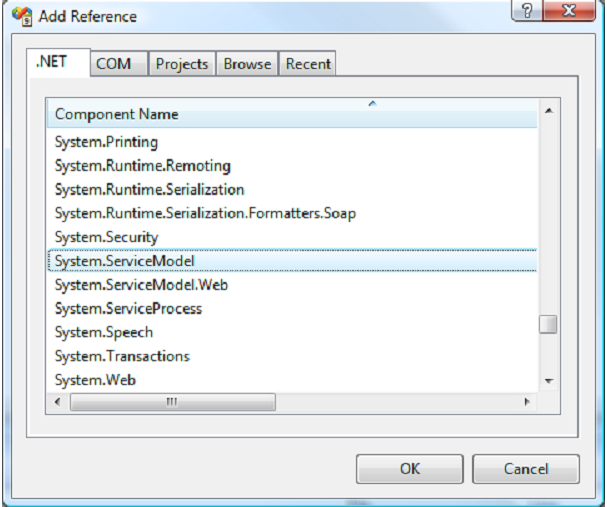 Add Reference
.NET COM Projects Browse Recent
Component Name
System.Printing
System.Runtime.Remoting
System.Runtime.Serialization
System.Runtime.Serialization.Formatters.Soap
System.Security
System.ServiceModel
System.ServiceModel.Web
System.ServiceProcess
System.Speech
System.Transactions
System.Web
OK Cancel